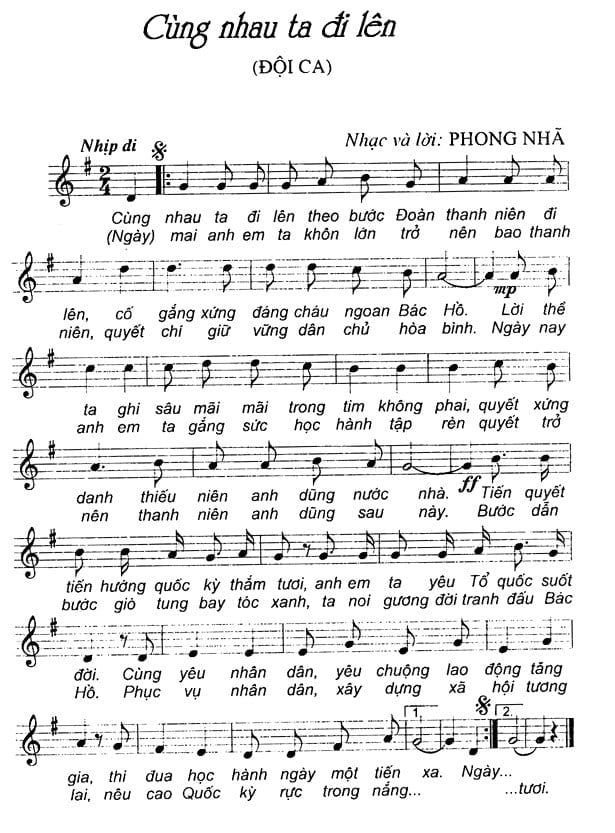 Cùng nhau ta đi lên
(ĐỘI CA)
Nhịp đi
Nhạc và lời: PHONG NHÃ
Cùng nhau ta đi lên theo bước Đoàn thanh niên đi
(Ngày) mai anh em ta khôn lớn trở nên bao thanh
mp
lên, cố gắng xứng đáng cháu ngoan Bác Hồ. Lời thề
niên, quyết chí giữ vững dân chủ hòa bình. Ngày nay
ta ghi sâu mãi mãi trong tim không phai, quyết xứng
anh em ta gắng sức học hành tập rèn quyết trở
ff
danh thiếu niên anh dũng nước nhà. Tiến quyết
nên thanh niên anh dũng sau này. Bước dẫn
tiến hướng quốc kỳ thắm tươi, anh em ta yêu Tổ quốc suốt
bước gió tung bay tóc xanh, ta noi gương đời tranh đấu Bác
đời. Cùng yêu nhân dân, yêu chuộng lao động tăng
Hồ. Phục vụ nhân dân, xây dựng xã hội tương
1. 2.
gia, thi đua học hành ngày một tiến xa. Ngày...
lai, nêu cao Quốc kỳ rực trong nắng... ...tươi.